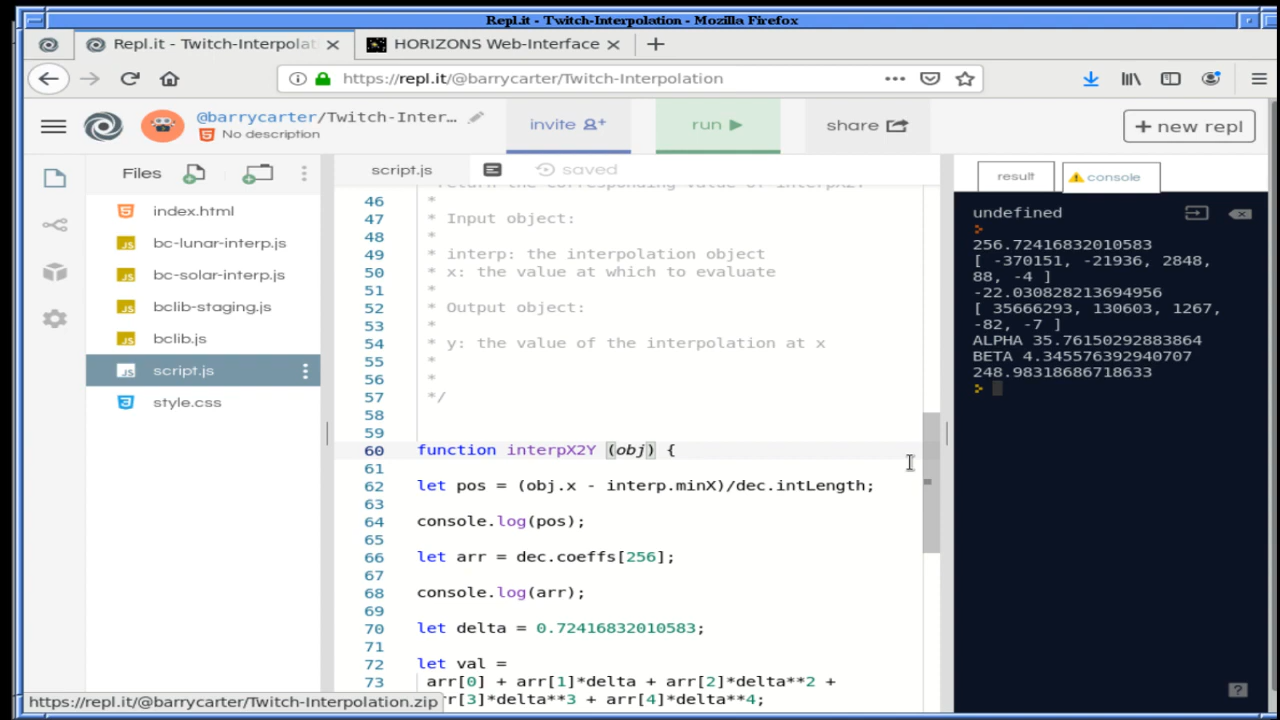 Repl.it - Twitch-Interpolation - Mozilla Firefox
Repl.it - Twitch-Interpolat
HORIZONS Web-Interface
https://repl.it/@barrycarter/Twitch-Interpolation
@barrycarter/Twitch-Inter...
No description
invite
run
share
+ new repl
Files
index.html
bc-lunar-interp.js
bc-solar-interp.js
bclib-staging.js
bclib.js
script.js
style.css
script.js
saved
return the corresponding value of interpX2Y
46 *
47 * Input object:
48 *
49 * interp: the interpolation object
50 * x: the value at which to evaluate
51 *
52 * Output object:
53 *
54 * y: the value of the interpolation at x
55 *
56 *
57 */
58
59
60 function interpX2Y (obj) {
61
62 let pos = (obj.x - interp.minX)/dec.intLength;
63
64 console.log(pos);
65
66 let arr = dec.coeffs[256];
67
68 console.log(arr);
69
70 let delta = 0.72416832010583;
71
72 let val =
73 arr[0] + arr[1]*delta + arr[2]*delta**2 +
rr[3]*delta**3 + arr[4]*delta**4;
result
console
undefined
256.72416832010583
[ -370151, -21936, 2848,
88, -4 ]
-22.030828213694956
[ 35666293, 130603, 1267,
-82, -7 ]
ALPHA 35.76150292883864
BETA 4.345576392940707
248.98318686718633
>
https://repl.it/@barrycarter/Twitch-Interpolation.zip
?